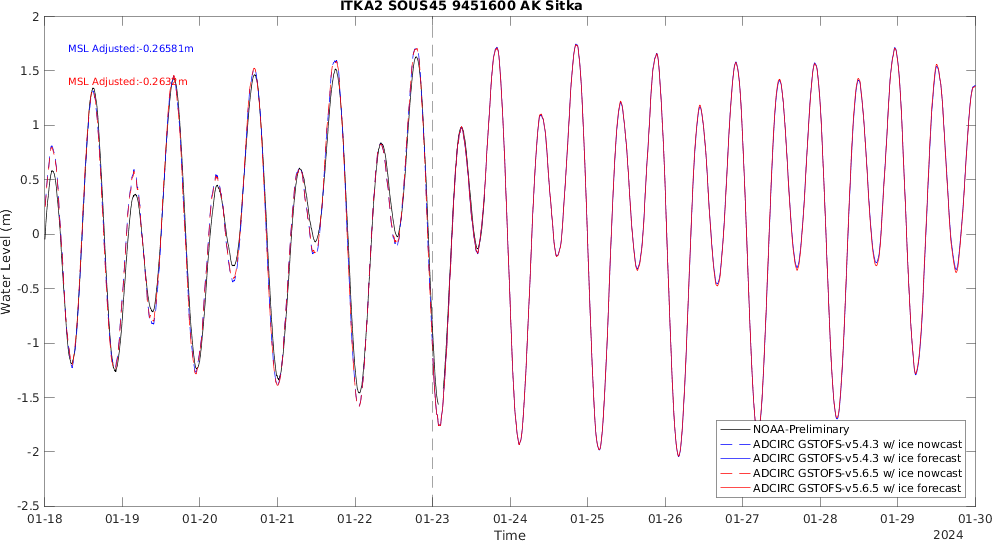 ITKA2 SOUS45 9451600 AK Sitka
MSL Adjusted:-0.26581m
MSL Adjusted:-0.2632m
Water Level (m)
2
1.5
1
0.5
0
-0.5
-1
-1.5
-2
-2.5
NOAA-Preliminary
ADCIRC GSTOFS-v5.4.3 w/ ice nowcast
ADCIRC GSTOFS-v5.4.3 w/ ice forecast
ADCIRC GSTOFS-v5.6.5 w/ ice nowcast
ADCIRC GSTOFS-v5.6.5 w/ ice forecast
01-18 01-19 01-20 01-21 01-22 01-23 01-24 01-25 01-26 01-27 01-28 01-29 01-30
Time
2024